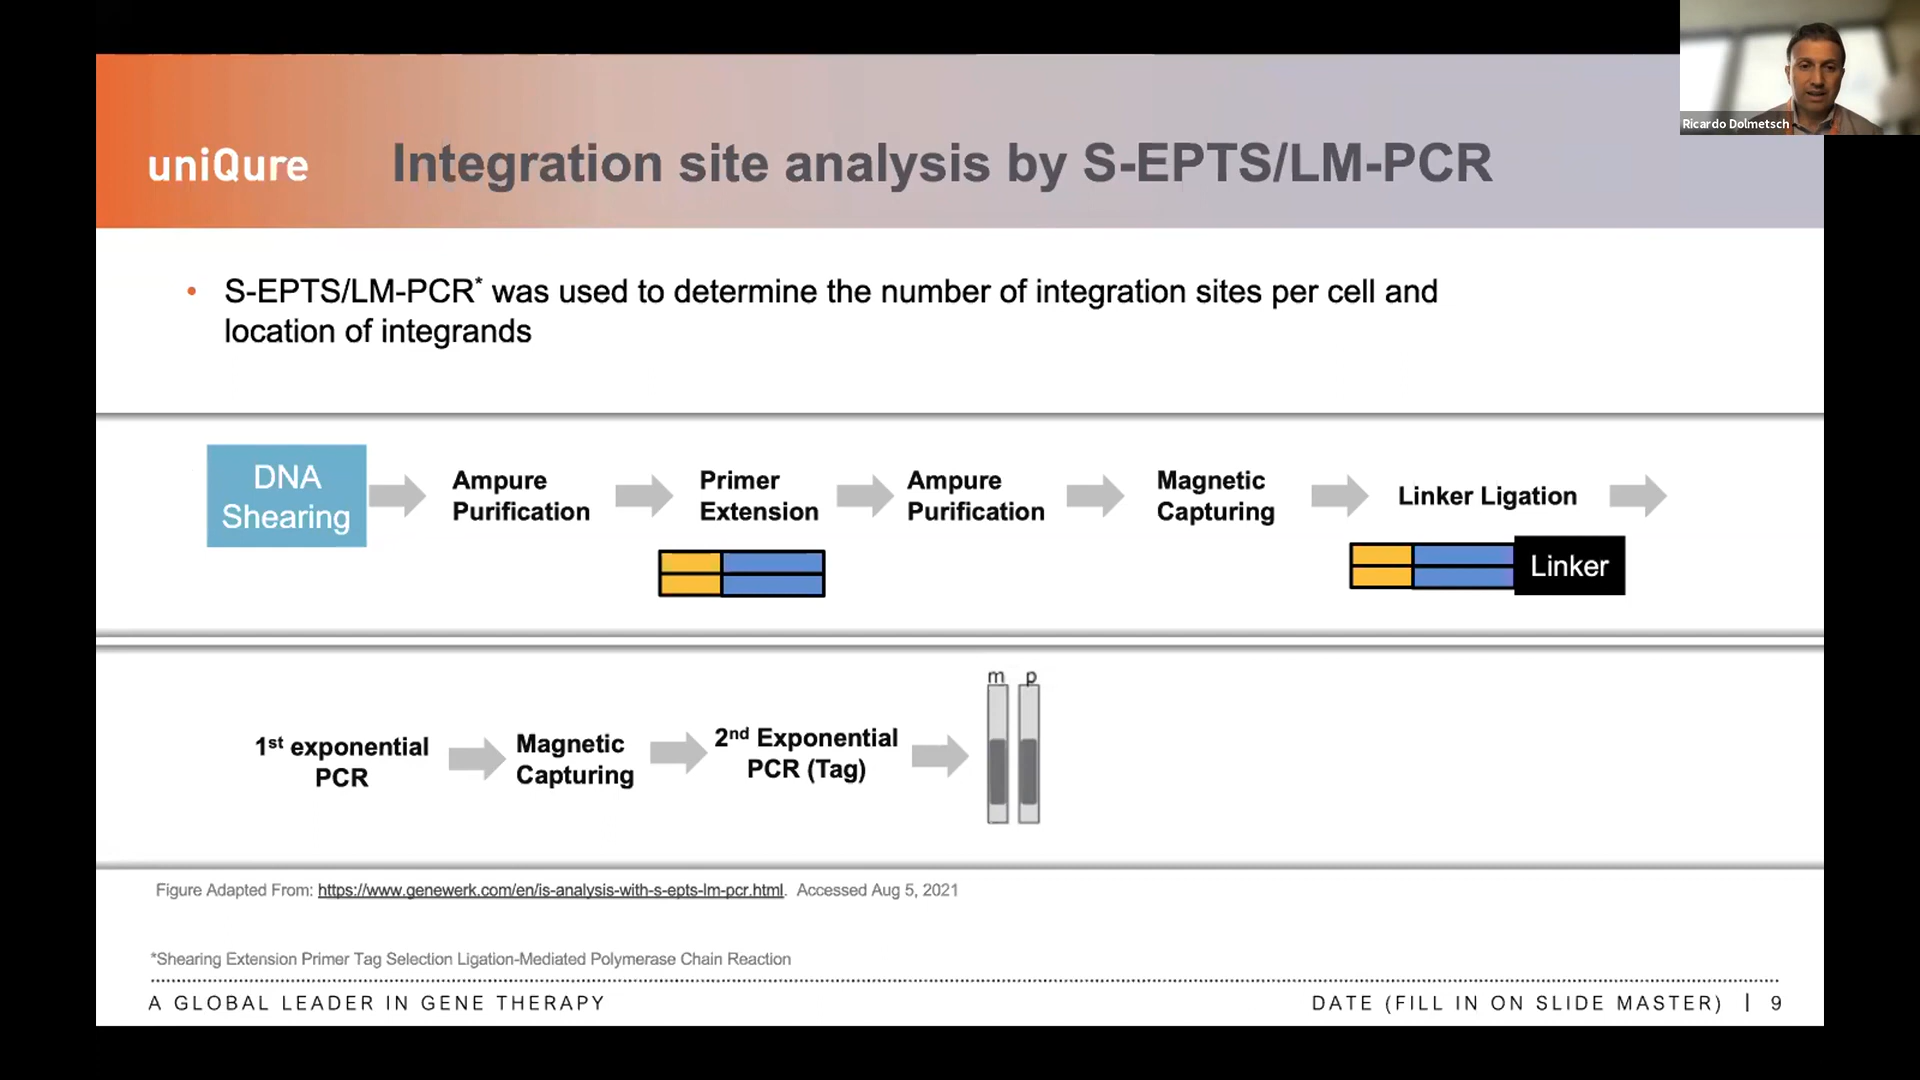 Ricardo Dolmetsch
uniQure
Integration site analysis by S-EPTS/LM-PCR
• S-EPTS/LM-PCR* was used to determine the number of integration sites per cell and
location of integrands
DNA
Shearing
Ampure
Purification
Primer
Extension
Ampure
Purification
Magnetic
Capturing
Linker Ligation
Linker
1st exponential
PCR
Magnetic
Capturing
2nd Exponential
PCR (Tag)
m p
Figure Adapted From: https://www.genewerk.com/en/is-analysis-with-s-epts-lm-pcr.html. Accessed Aug 5, 2021
*Shearing Extension Primer Tag Selection Ligation-Mediated Polymerase Chain Reaction
A GLOBAL LEADER IN GENE THERAPY
DATE (FILL IN ON SLIDE MASTER) | 9